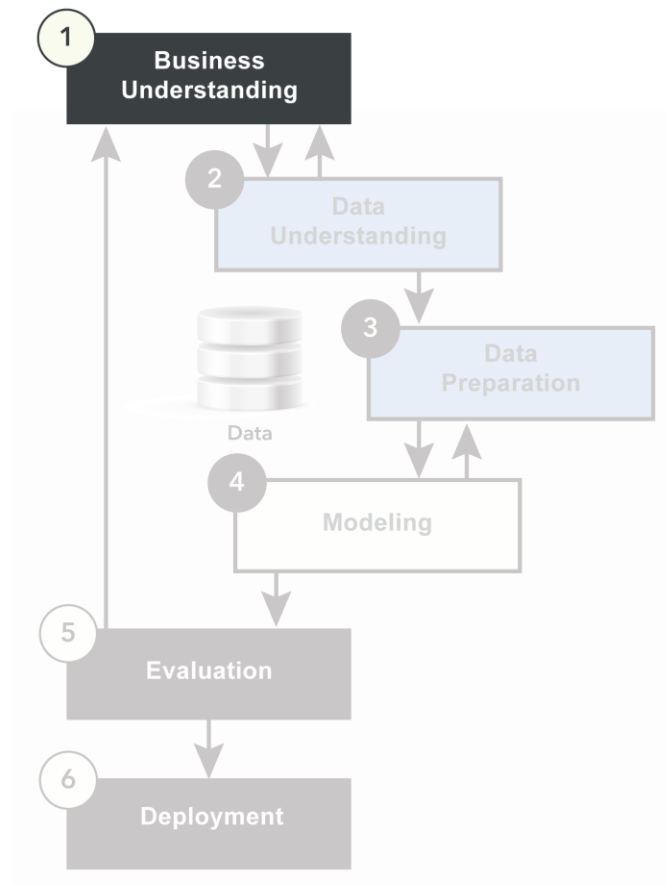 1
Business
Understanding
2
Data
Understanding
3
Data
Preparation
Data
4
Modeling
5
Evaluation
6
Deployment